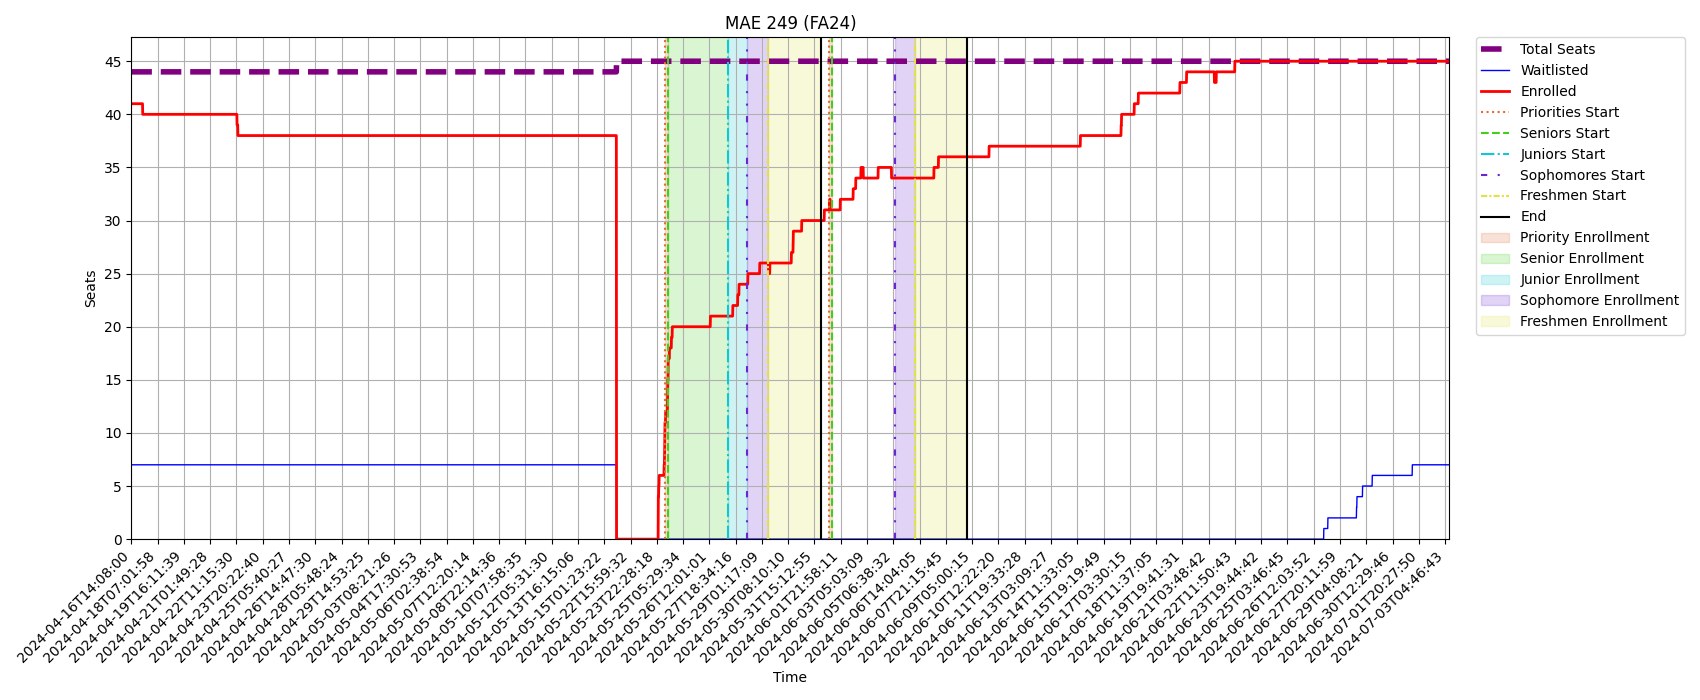 MAE 249 (FA24)
Seats
45
40
35
30
25
20
15
10
5
0
2024-04-16T14:08:00
2024-04-18T07:01:58
2024-04-19T16:11:39
2024-04-21T01:49:28
2024-04-22T11:15:30
2024-04-23T20:22:40
2024-04-25T05:40:27
2024-04-26T14:47:30
2024-04-28T05:48:24
2024-04-29T14:53:25
2024-05-03T08:21:26
2024-05-04T17:30:53
2024-05-06T02:38:54
2024-05-07T12:20:14
2024-05-08T22:14:36
2024-05-10T07:58:35
2024-05-12T05:31:30
2024-05-13T16:15:06
2024-05-15T01:23:22
2024-05-22T15:59:32
2024-05-23T22:28:18
2024-05-25T05:29:34
2024-05-26T12:01:01
2024-05-27T18:34:16
2024-05-29T01:17:09
2024-05-30T08:10:10
2024-05-31T15:12:55
2024-06-01T21:58:11
2024-06-03T05:03:09
2024-06-05T06:38:32
2024-06-06T14:04:05
2024-06-07T21:15:45
2024-06-09T05:00:15
2024-06-10T12:22:20
2024-06-11T19:33:28
2024-06-13T03:09:27
2024-06-14T11:33:05
2024-06-15T19:19:49
2024-06-17T03:30:15
2024-06-18T11:37:05
2024-06-19T19:41:31
2024-06-21T03:48:42
2024-06-22T11:50:43
2024-06-23T19:44:42
2024-06-25T03:46:45
2024-06-26T12:03:52
2024-06-27T20:11:59
2024-06-29T04:08:21
2024-06-30T12:29:46
2024-07-01T20:27:50
2024-07-03T04:46:43
Time
Total Seats
Waitlisted
Enrolled
Priorities Start
Seniors Start
Juniors Start
Sophomores Start
Freshmen Start
End
Priority Enrollment
Senior Enrollment
Junior Enrollment
Sophomore Enrollment
Freshmen Enrollment